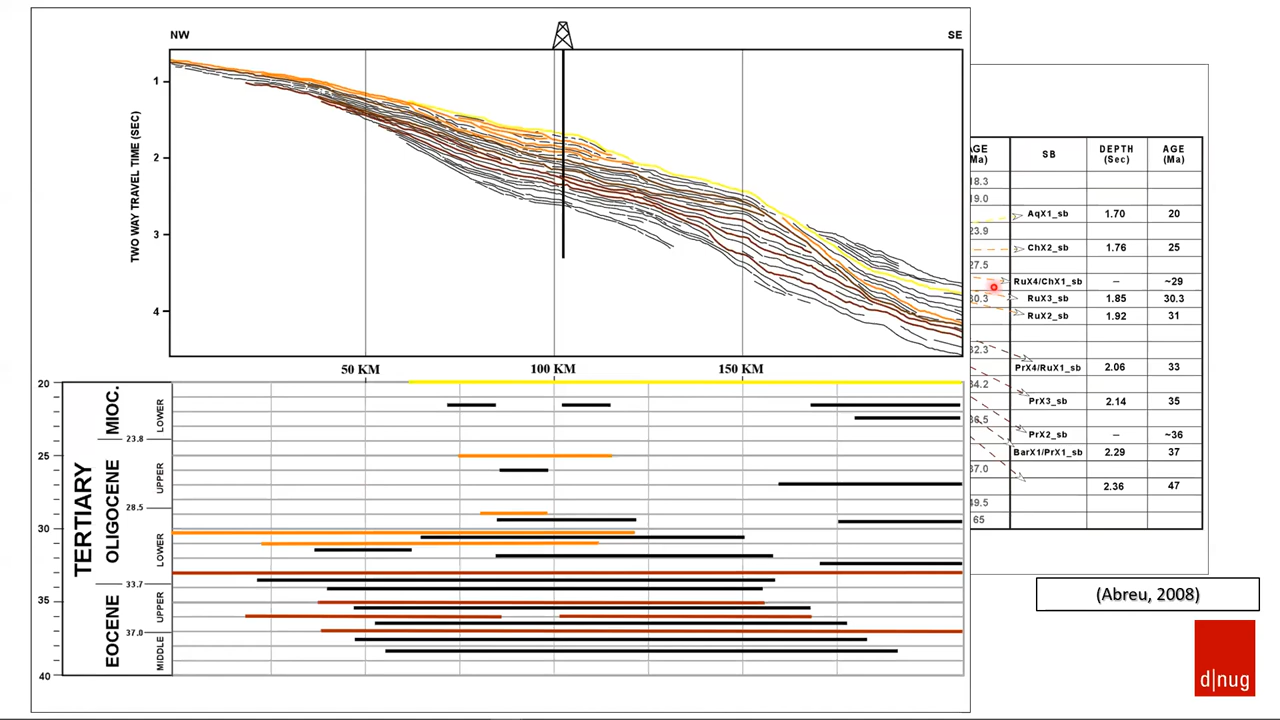 NW
SE
TWO WAY TRAVEL TIME (SEC)
1
2
3
4
50 KM
100 KM
150 KM
20
25
30
35
40
TERTIARY
MIOC.
OLIGOCENE
EOCENE
LOWER
UPPER
LOWER
UPPER
MIDDLE
23.8
28.5
33.7
37.0
AGE
Ma)
SB
DEPTH
(Sec)
AGE
(Ma)
18.3
19.0
AqX1_sb 1.70 20
23.9
ChX2_sb 1.76 25
27.5
RuX4/ChX1_sb – ~29
30.3 RuX3_sb 1.85 30.3
RuX2_sb 1.92 31
32.3
PrX4/RuX1_sb 2.06 33
34.2
PrX3_sb 2.14 35
36.5
PrX2_sb – ~36
BarX1/PrX1_sb 2.29 37
37.0
2.36 47
49.5
65
(Abreu, 2008)
d|nug